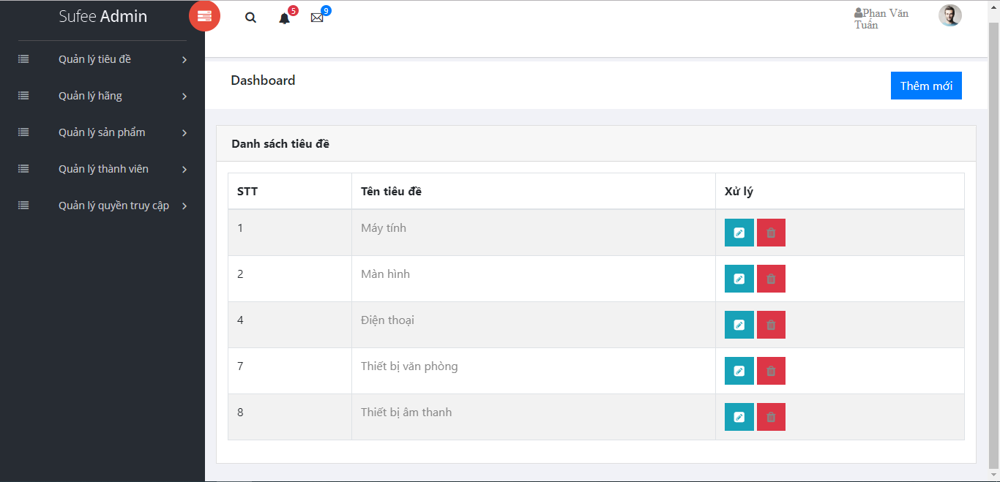 Sufee Admin
5
9
Phan Văn
Tuấn
Quản lý tiêu đề
Quản lý hãng
Quản lý sản phẩm
Quản lý thành viên
Quản lý quyền truy cập
Dashboard
Thêm mới
Danh sách tiêu đề
STT Tên tiêu đề Xử lý
1 Máy tính
2 Màn hình
4 Điện thoại
7 Thiết bị văn phòng
8 Thiết bị âm thanh